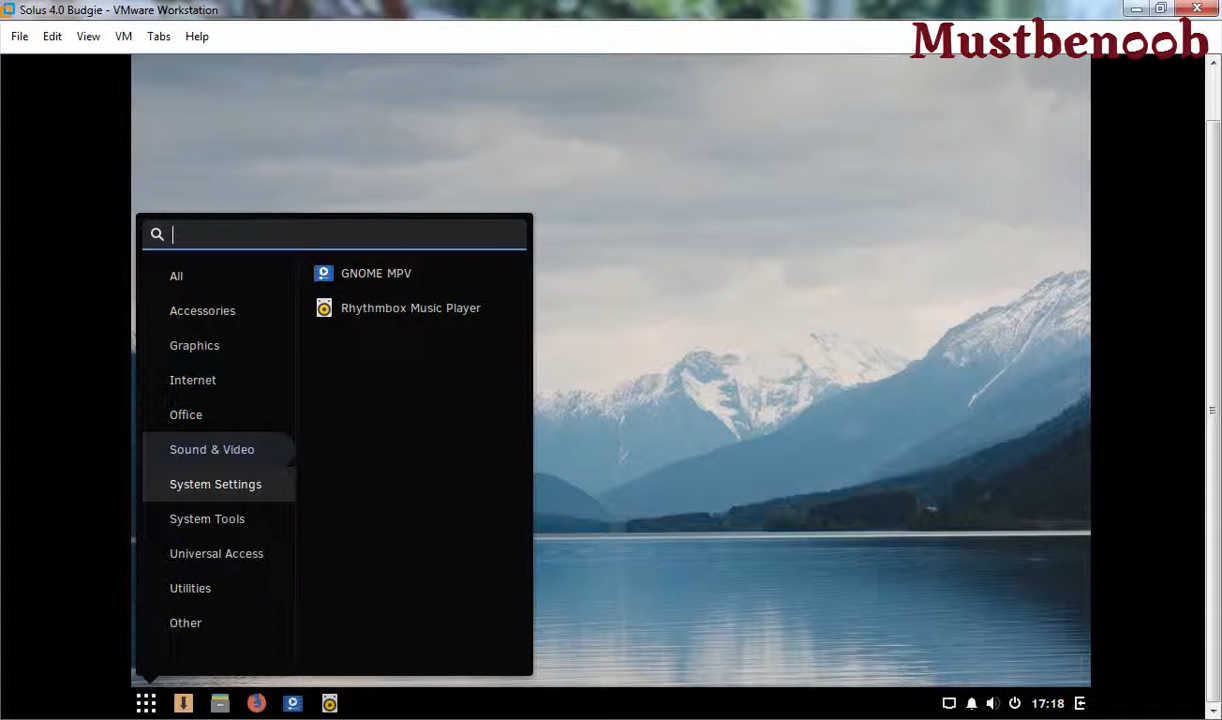 Solus 4.0 Budgie - VMware Workstation
File Edit View VM Tabs Help
Mustbenoob
All
Accessories
Graphics
Internet
Office
Sound & Video
System Settings
System Tools
Universal Access
Utilities
Other
GNOME MPV
Rhythmbox Music Player
17:18